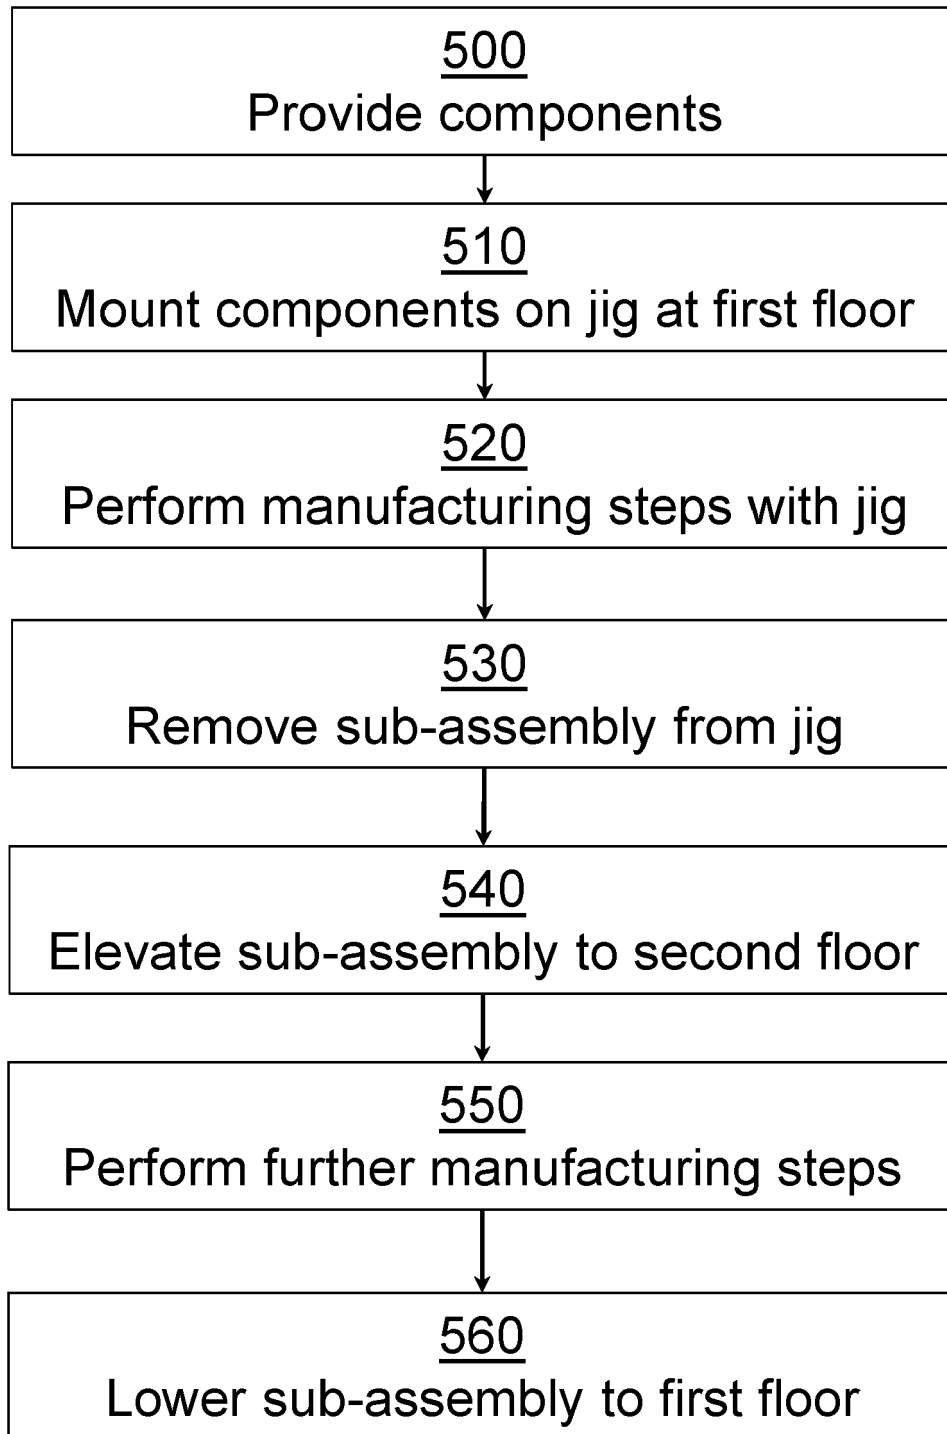 500
Provide components
510
Mount components on jig at first floor
520
Perform manufacturing steps with jig
530
Remove sub-assembly from jig
540
Elevate sub-assembly to second floor
550
Perform further manufacturing steps
560
Lower sub-assembly to first floor